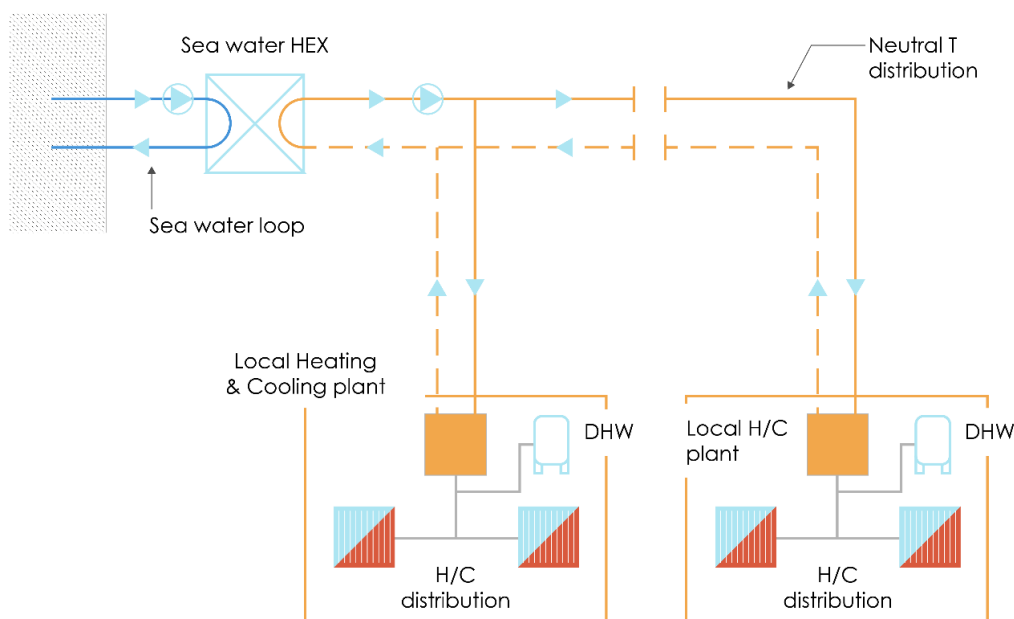 Sea water HEX
Neutral T
distribution
Sea water loop
Local Heating
& Cooling plant
DHW
Local H/C
plant
DHW
H/C
distribution
H/C
distribution